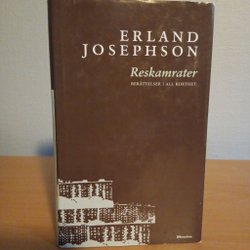 ERLAND
JOSEPHSON
Reskamrater
BERÄTTELSER I ALL KORTHET